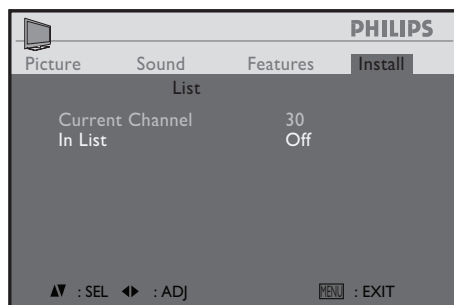 PHILIPS
Picture Sound Features Install
List
Current Channel 30
In List Off
: SEL : ADJ MENU : EXIT